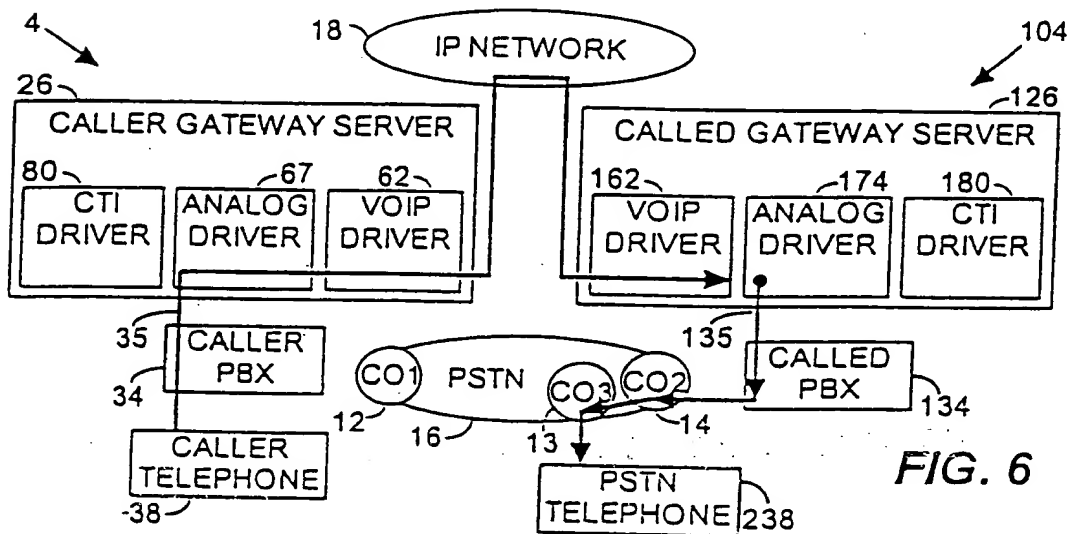 4
18
IP NETWORK
104
26
CALLER GATEWAY SERVER
126
CALLED GATEWAY SERVER
80
CTI
DRIVER
67
ANALOG
DRIVER
62
VOIP
DRIVER
162
VOIP
DRIVER
174
ANALOG
DRIVER
180
CTI
DRIVER
35
CALLER
PBX
34
135
CALLED
PBX
134
CO1
PSTN
CO3
CO2
12
16
13
14
CALLER
TELEPHONE
38
PSTN
TELEPHONE
238
FIG. 6